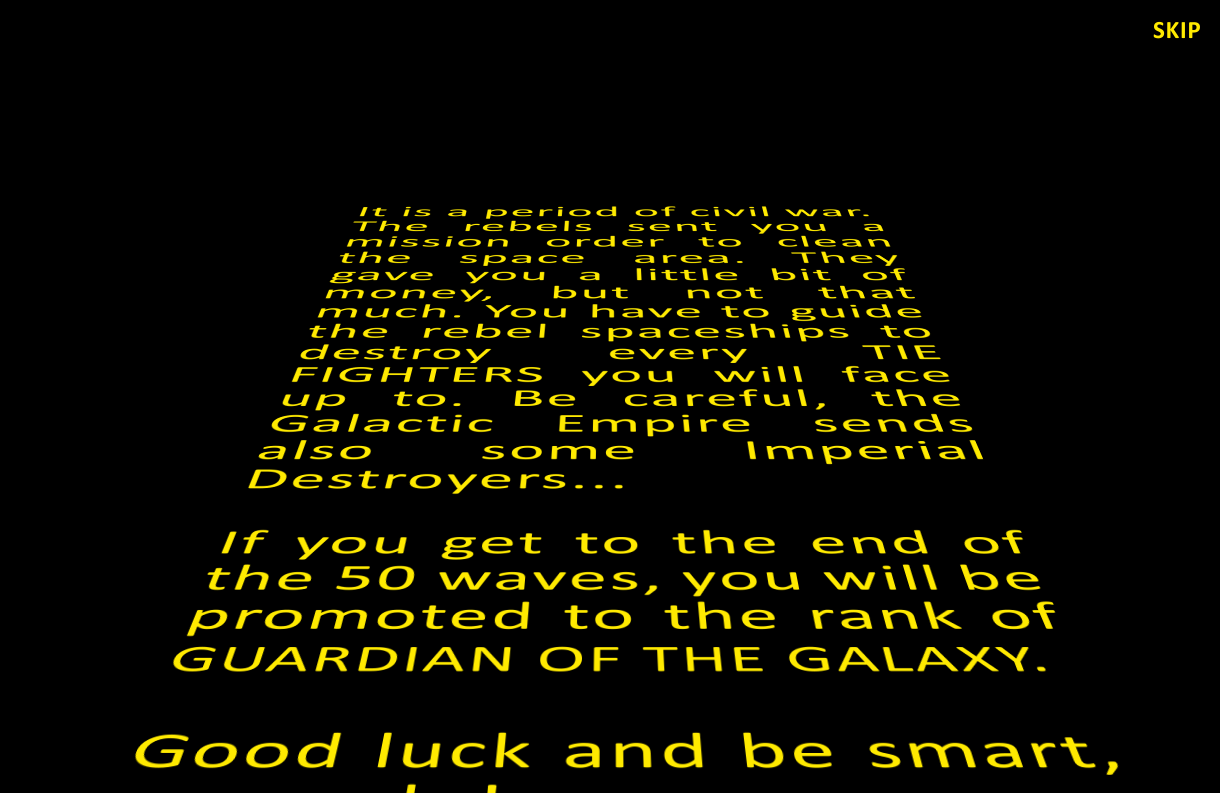 SKIP
It is a period of civil war.
The rebels sent you a
mission order to clean
the space area. They
gave you a little bit of
money, but not that
much. You have to guide
the rebel spaceships to
destroy every TIE
FIGHTERS you will face
up to. Be careful, the
Galactic Empire sends
also some Imperial
Destroyers...
If you get to the end of
the 50 waves, you will be
promoted to the rank of
GUARDIAN OF THE GALAXY.
Good luck and be smart,